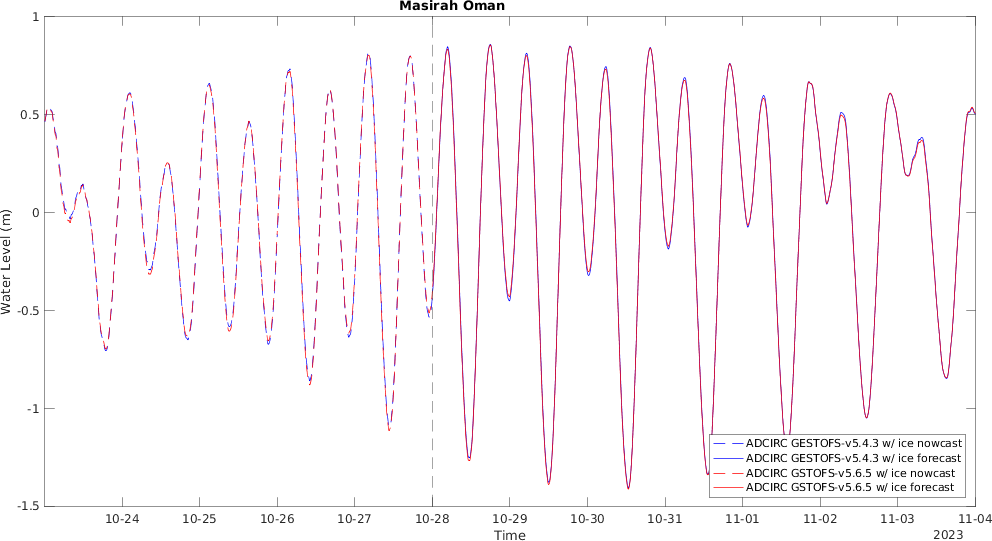 Masirah Oman
1
0.5
0
-0.5
-1
-1.5
Water Level (m)
ADCIRC GESTOFS-v5.4.3 w/ ice nowcast
ADCIRC GESTOFS-v5.4.3 w/ ice forecast
ADCIRC GSTOFS-v5.6.5 w/ ice nowcast
ADCIRC GSTOFS-v5.6.5 w/ ice forecast
10-24 10-25 10-26 10-27 10-28 10-29 10-30 10-31 11-01 11-02 11-03 11-04
Time
2023